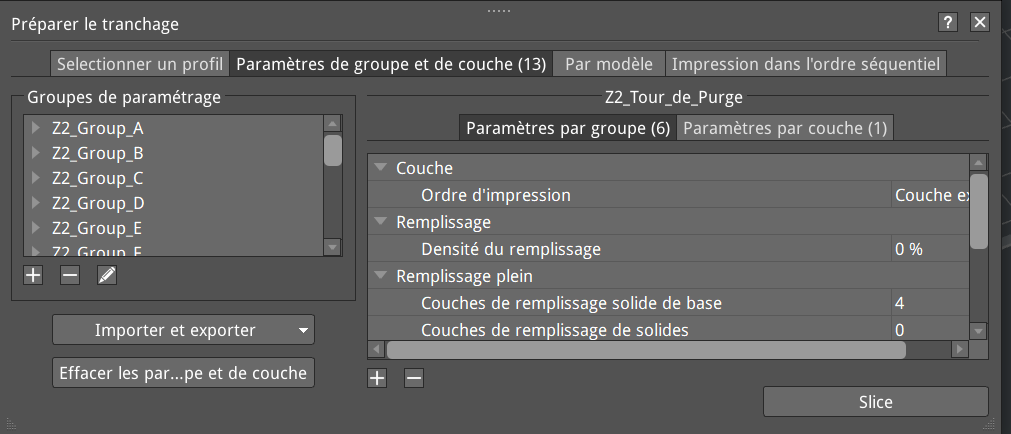 Préparer le tranchage
?
Selectionner un profil Paramètres de groupe et de couche (13) Par modèle Impression dans l'ordre séquentiel
Groupes de paramétrage
Z2_Group_A
Z2_Group_B
Z2_Group_C
Z2_Group_D
Z2_Group_E
Z2_Group_F
Importer et exporter
Effacer les par...pe et de couche
Z2_Tour_de_Purge
Paramètres par groupe (6) Paramètres par couche (1)
Couche
Ordre d'impression Couche ex
Remplissage
Densité du remplissage 0 %
Remplissage plein
Couches de remplissage solide de base 4
Couches de remplissage de solides 0
Slice